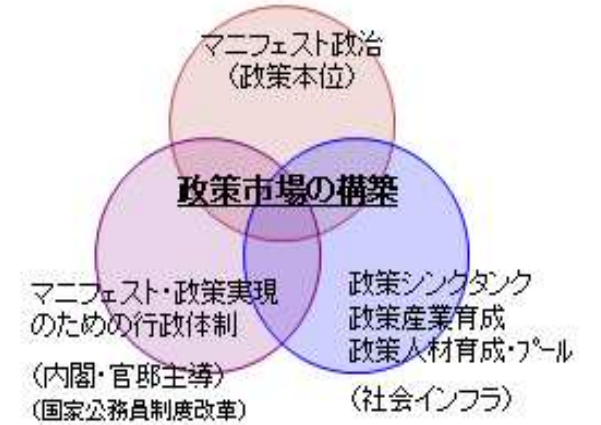 マニフェスト政治
（政策本位）
政策市場の構築
マニフェスト・政策実現
のための行政体制
（内閣・官邸主導）
（国家公務員制度改革）
政策シンクタンク
政策産業育成
政策人材育成・プール
（社会インフラ）